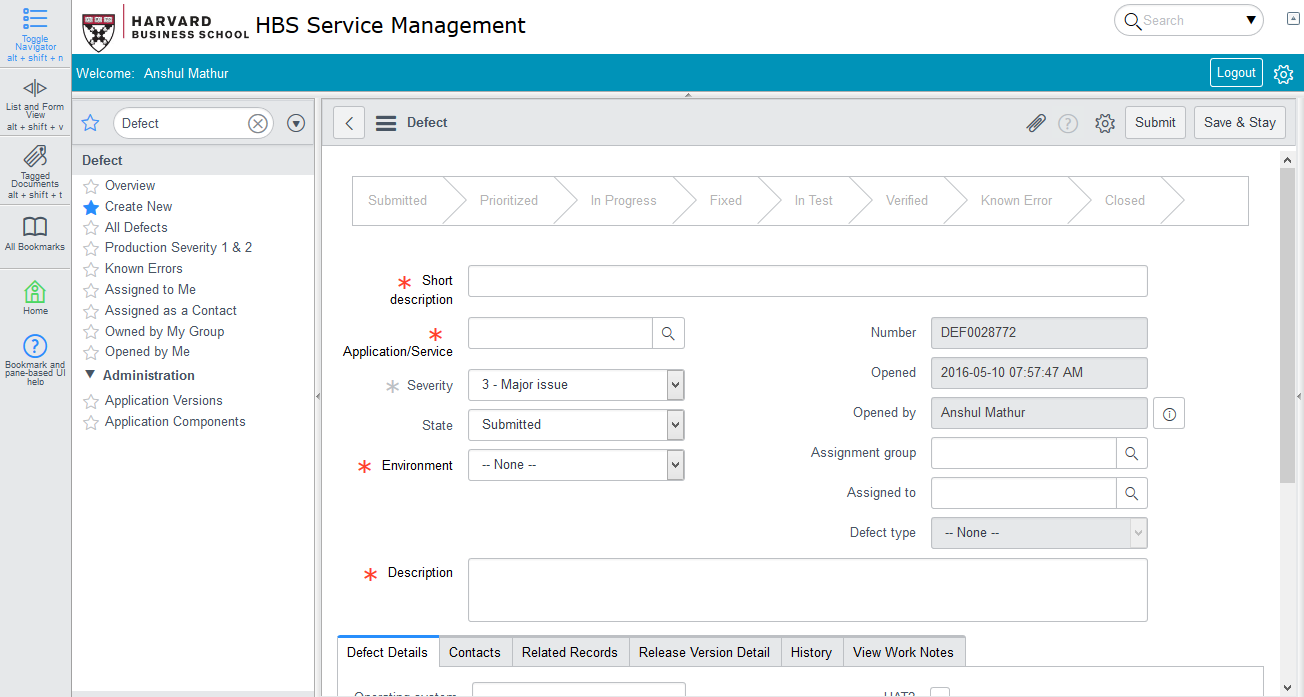 Toggle
Navigator
alt + shift + n
List and Form
View
alt + shift + v
Tagged
Documents
alt + shift + t
All Bookmarks
Home
Bookmark and
pane-based UI
help
HARVARD
BUSINESS SCHOOL
HBS Service Management
Search
Welcome: Anshul Mathur
Logout
Defect
Defect
Overview
Create New
All Defects
Production Severity 1 & 2
Known Errors
Assigned to Me
Assigned as a Contact
Owned by My Group
Opened by Me
Administration
Application Versions
Application Components
Defect
Submit
Save & Stay
Submitted
Prioritized
In Progress
Fixed
In Test
Verified
Known Error
Closed
Short
description
Application/Service
Severity
3 - Major issue
State
Submitted
Environment
-- None --
Number
DEF0028772
Opened
2016-05-10 07:57:47 AM
Opened by
Anshul Mathur
Assignment group
Assigned to
Defect type
-- None --
Description
Defect Details
Contacts
Related Records
Release Version Detail
History
View Work Notes
Operating system
UAT2